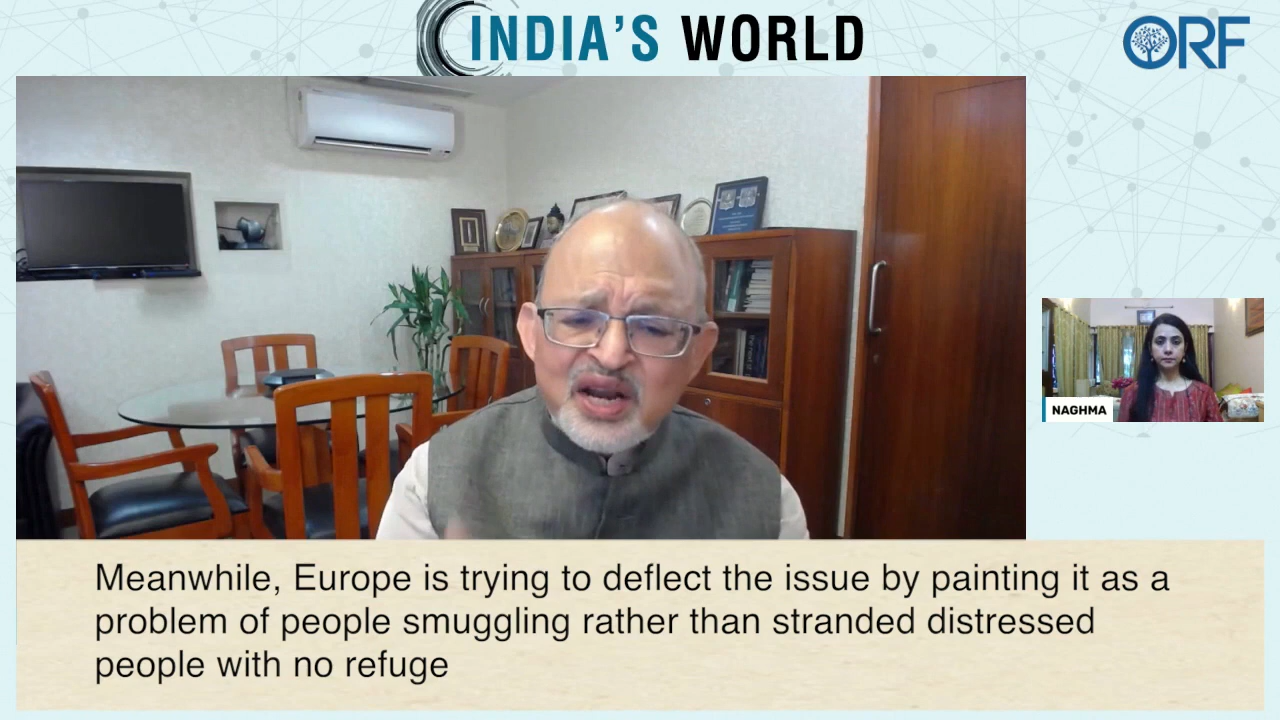 INDIA'S WORLD
ORF
NAGHMA
Meanwhile, Europe is trying to deflect the issue by painting it as a
problem of people smuggling rather than stranded distressed
people with no refuge